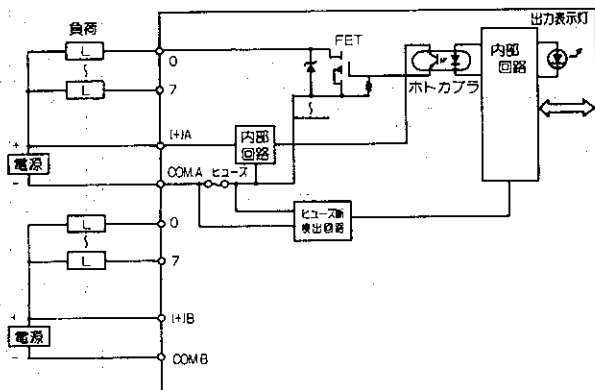 出力表示灯
負荷
L
0
L
7
FET
ホトカプラ
内部
回路
+
(+)A
内部
回路
電源
-
COM.A
ヒューズ
ヒューズ断
検出回路
L
0
L
7
+
(+)B
電源
-
COM B